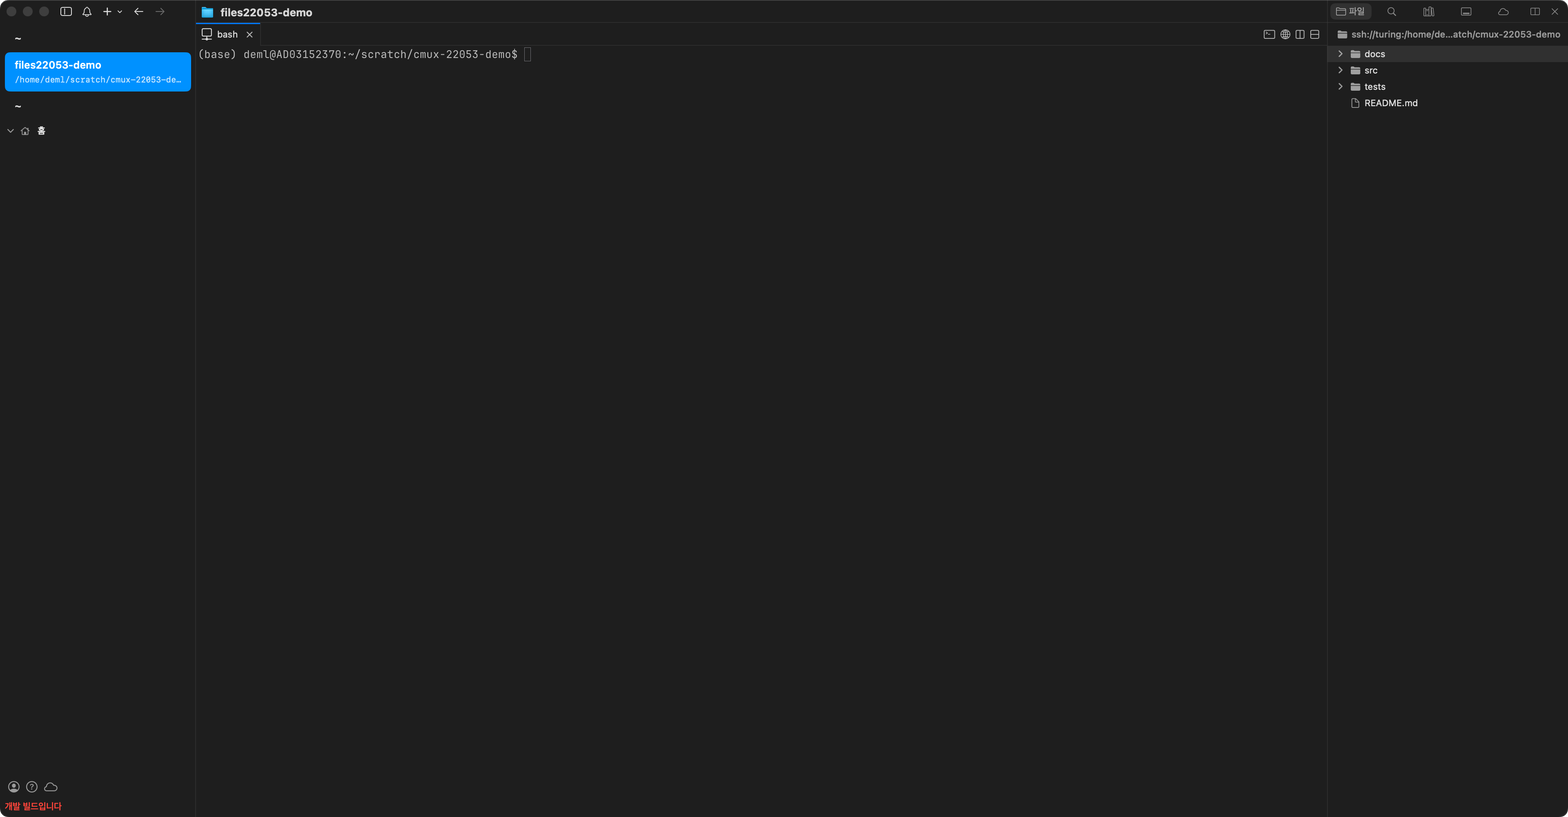 ~
files22053-demo
/home/deml/scratch/cmux-22053-de…
~
홈
개발 빌드입니다
files22053-demo
bash
(base) deml@AD03152370:~/scratch/cmux-22053-demo$
파일
ssh://turing:/home/de...atch/cmux-22053-demo
docs
src
tests
README.md